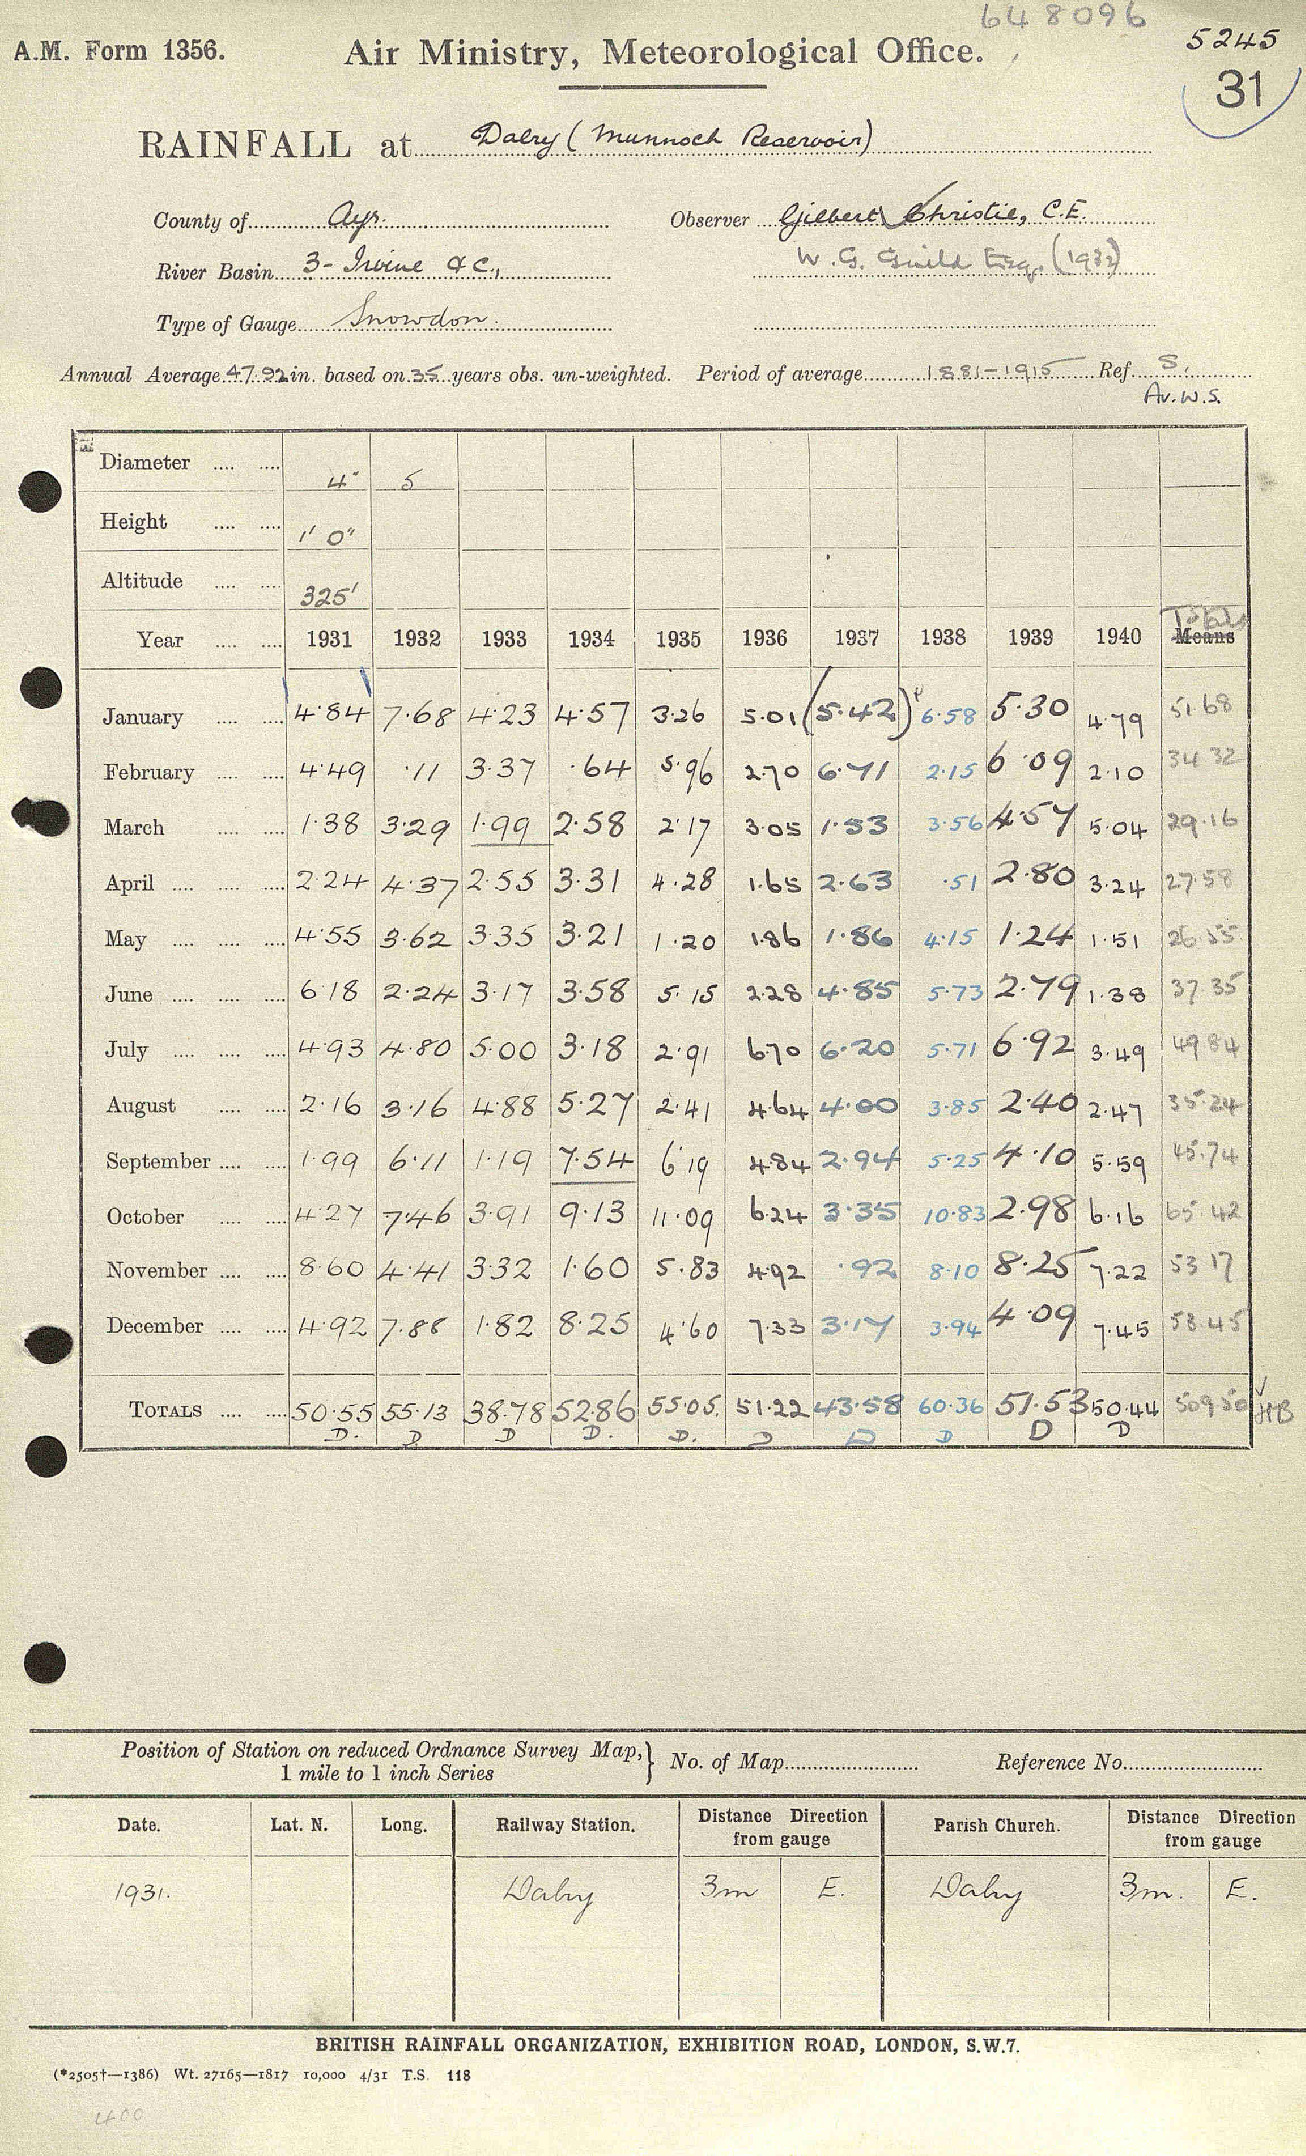 648096
A.M. Form 1356. Air Ministry, Meteorological Office. 5245
31
RAINFALL at Dalry (Munnoch Reservoir)
County of Ayr. Observer Gilbert Christie, C.E.
River Basin 3- Irvine &c., W. G. Guild Esq. (1932)
Type of Gauge Snowdon.
Annual Average 47.92 in. based on 35 years obs. un-weighted. Period of average 1881-1915 Ref. S.
Av. W.S.
Diameter .... .... 4" 5
Height .... .... 1' 0"
Altitude .... .... 325'
Totals
Year .... .... 1931 1932 1933 1934 1935 1936 1937 1938 1939 1940 Means
January .... .... 4.84 7.68 4.23 4.57 3.26 5.01 (5.42) 6.58 5.30 4.79 51.68
February .... .... 4.49 .11 3.37 .64 5.96 2.70 6.71 2.15 6.09 2.10 34.32
March .... .... 1.38 3.29 1.99 2.58 2.17 3.05 1.53 3.56 4.57 5.04 29.16
April .... .... .... 2.24 4.37 2.55 3.31 4.28 1.65 2.63 .51 2.80 3.24 27.58
May .... .... .... 4.55 3.62 3.35 3.21 1.20 1.86 1.86 4.15 1.24 1.51 26.55
June .... .... .... 6.18 2.24 3.17 3.58 5.15 2.28 4.85 5.73 2.79 1.38 37.35
July .... .... .... 4.93 4.80 5.00 3.18 2.91 6.70 6.20 5.71 6.92 3.49 49.84
August .... .... 2.16 3.16 4.88 5.27 2.41 4.64 4.00 3.85 2.40 2.47 35.24
September .... .... 1.99 6.11 1.19 7.54 6.19 4.84 2.94 5.25 4.10 5.59 45.74
October .... .... 4.27 7.46 3.91 9.13 11.09 6.24 3.35 10.83 2.98 6.16 65.42
November .... .... 8.60 4.41 3.32 1.60 5.83 4.92 .92 8.10 8.25 7.22 53.17
December .... .... 4.92 7.88 1.82 8.25 4.60 7.33 3.17 3.94 4.09 7.45 53.45
TOTALS .... .... 50.55 55.13 38.78 52.86 55.05 51.22 43.58 60.36 51.53 50.44 509.50
D. D D D. D. D D D D D
Position of Station on reduced Ordnance Survey Map, } No. of Map Reference No.
1 mile to 1 inch Series
Date. Lat. N. Long. Railway Station. Distance Direction from gauge Parish Church. Distance Direction from gauge
1931. Dalry 3m E. Dalry 3m. E.
BRITISH RAINFALL ORGANIZATION, EXHIBITION ROAD, LONDON, S.W.7.
(*2505†—1386) Wt. 27165—1817 10,000 4/31 T.S. 118
400